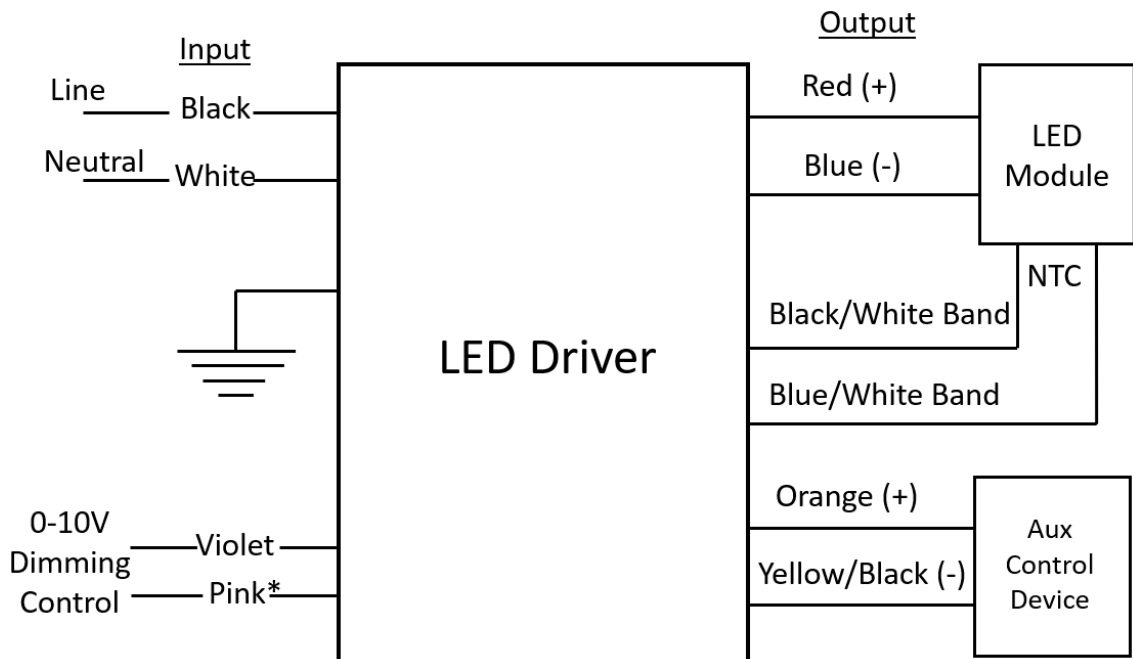 Input
Output
Line
Black
Neutral
White
Red (+)
Blue (-)
LED
Module
NTC
Black/White Band
Blue/White Band
LED Driver
0-10V
Dimming
Control
Violet
Pink*
Orange (+)
Yellow/Black (-)
Aux
Control
Device